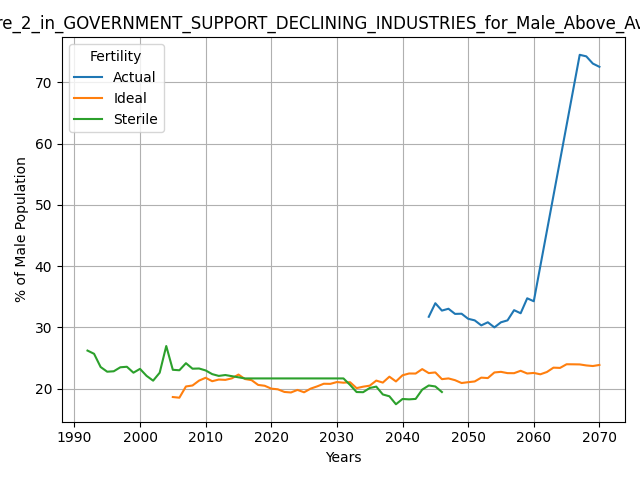 re_2_in_GOVERNMENT_SUPPORT_DECLINING_INDUSTRIES_for_Male_Above_Av
Fertility
Actual
Ideal
Sterile
% of Male Population
70
60
50
40
30
20
1990 2000 2010 2020 2030 2040 2050 2060 2070
Years